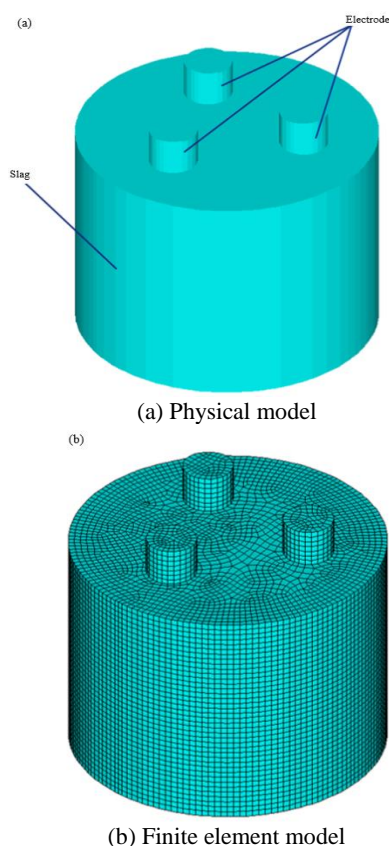 (a)
Electrode
Slag
(a) Physical model
(b)
(b) Finite element model